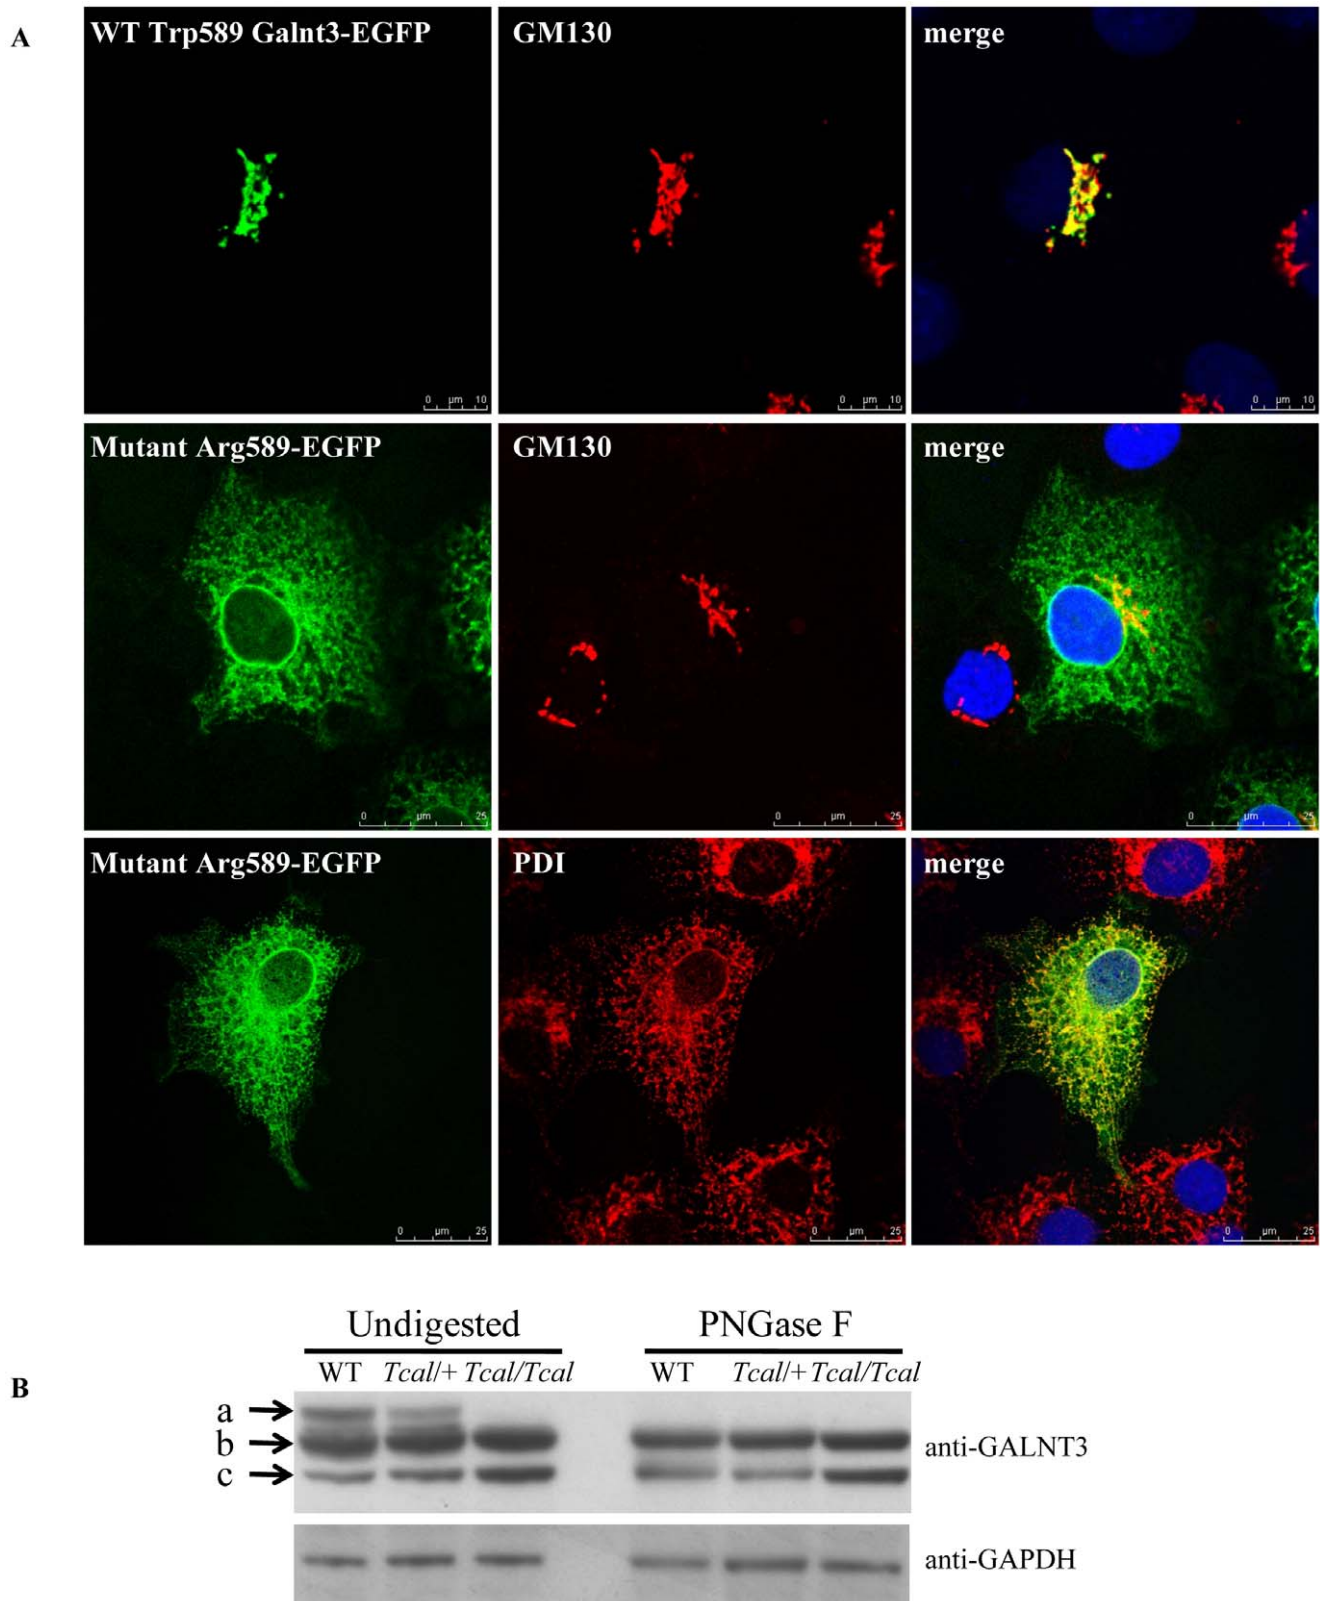 A
WT Trp589 Galnt3-EGFP GM130 merge
0 µm 10 0 µm 10 0 µm 10
Mutant Arg589-EGFP GM130 merge
0 µm 25 0 µm 25 0 µm 25
Mutant Arg589-EGFP PDI merge
0 µm 25 0 µm 25 0 µm 25
Undigested PNGase F
WT Tcal/+ Tcal/Tcal WT Tcal/+ Tcal/Tcal
B
a
b anti-GALNT3
c
anti-GAPDH